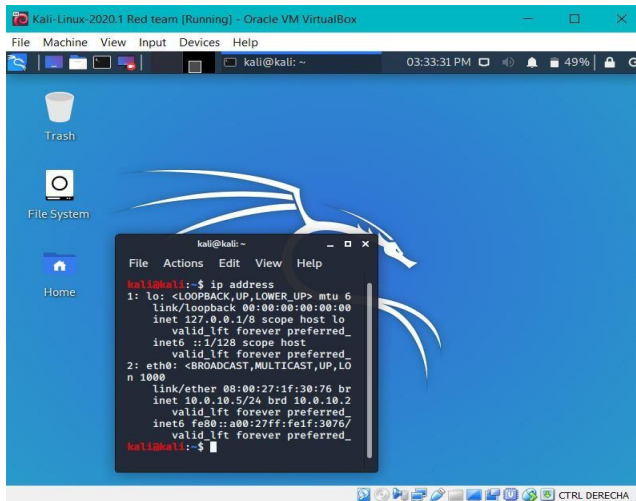 Kali-Linux-2020.1 Red team [Running] - Oracle VM VirtualBox
File Machine View Input Devices Help
kali@kali: ~
03:33:31 PM
49%
Trash
File System
Home
kali@kali: ~
File Actions Edit View Help
kali@kali:~$ ip address
1: lo: <LOOPBACK,UP,LOWER_UP> mtu 6
link/loopback 00:00:00:00:00:00
inet 127.0.0.1/8 scope host lo
valid_lft forever preferred_
inet6 ::1/128 scope host
valid_lft forever preferred_
2: eth0: <BROADCAST,MULTICAST,UP,LO
n 1000
link/ether 08:00:27:1f:30:76 br
inet 10.0.10.5/24 brd 10.0.10.2
valid_lft forever preferred_
inet6 fe80::a00:27ff:fe1f:3076/
valid_lft forever preferred_
kali@kali:~$
CTRL DERECHA